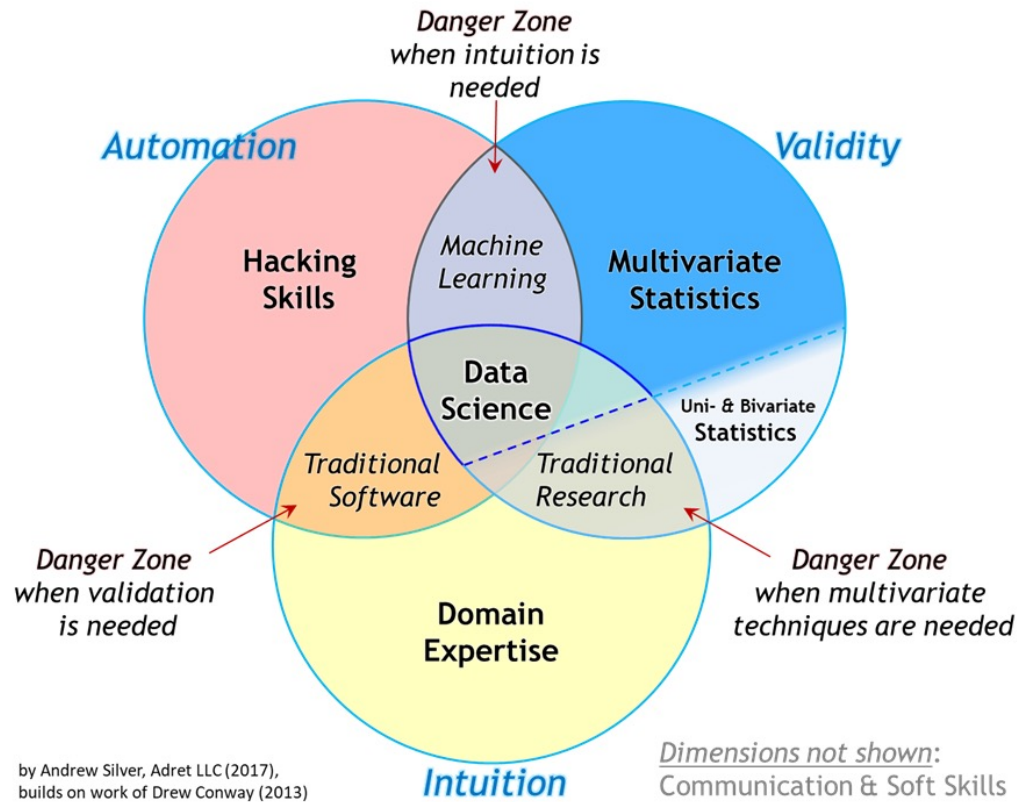 Danger Zone
when intuition is
needed
Automation
Validity
Hacking
Skills
Machine
Learning
Multivariate
Statistics
Data
Science
Uni- & Bivariate
Statistics
Traditional
Software
Traditional
Research
Danger Zone
when validation
is needed
Danger Zone
when multivariate
techniques are needed
Domain
Expertise
by Andrew Silver, Adret LLC (2017),
builds on work of Drew Conway (2013)
Intuition
Dimensions not shown:
Communication & Soft Skills